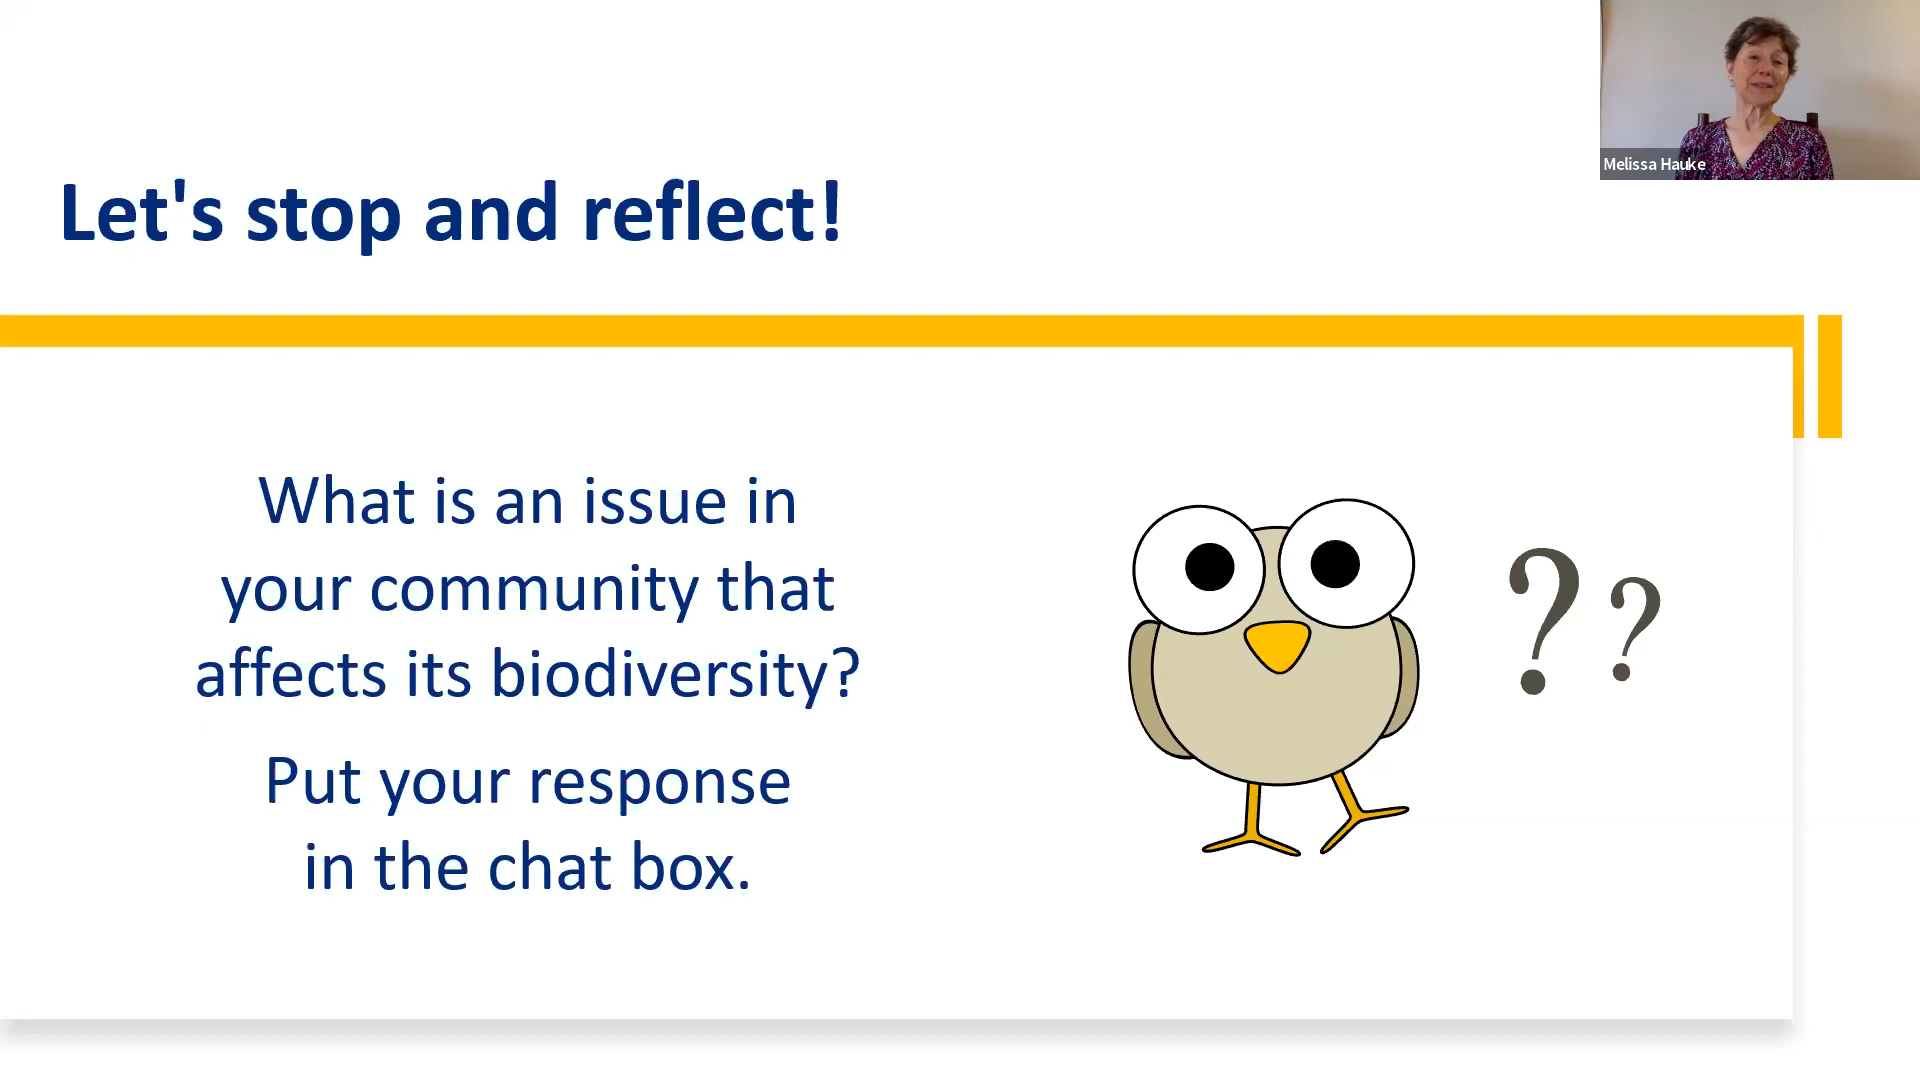 Melissa Hauke
Let's stop and reflect!
What is an issue in
your community that
affects its biodiversity?
Put your response
in the chat box.
? ?